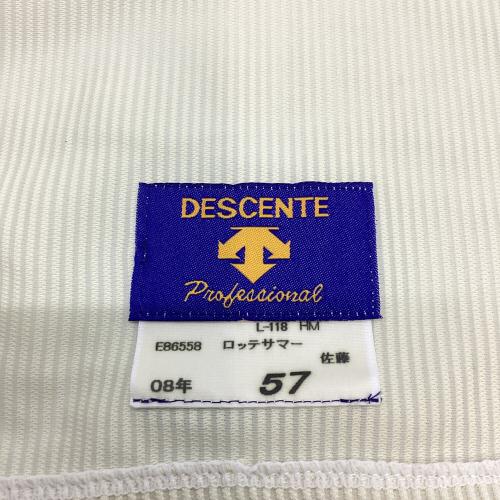 DESCENTE
Professional
L-118 HM
E86558 ロッテサマー
佐藤
08年 57